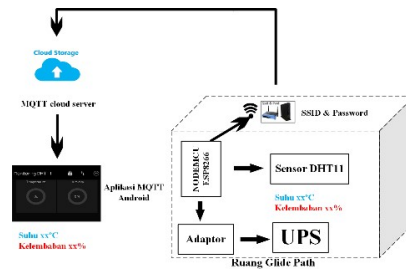 Cloud Storage
MQTT cloud server
SSID & Password
NODEMCU
ESP8266
Sensor DHT11
Aplikasi MQTT
Android
Suhu xx°C
Kelembaban xx%
Suhu xx°C
Kelembaban xx%
Adaptor
UPS
Ruang Glide Path